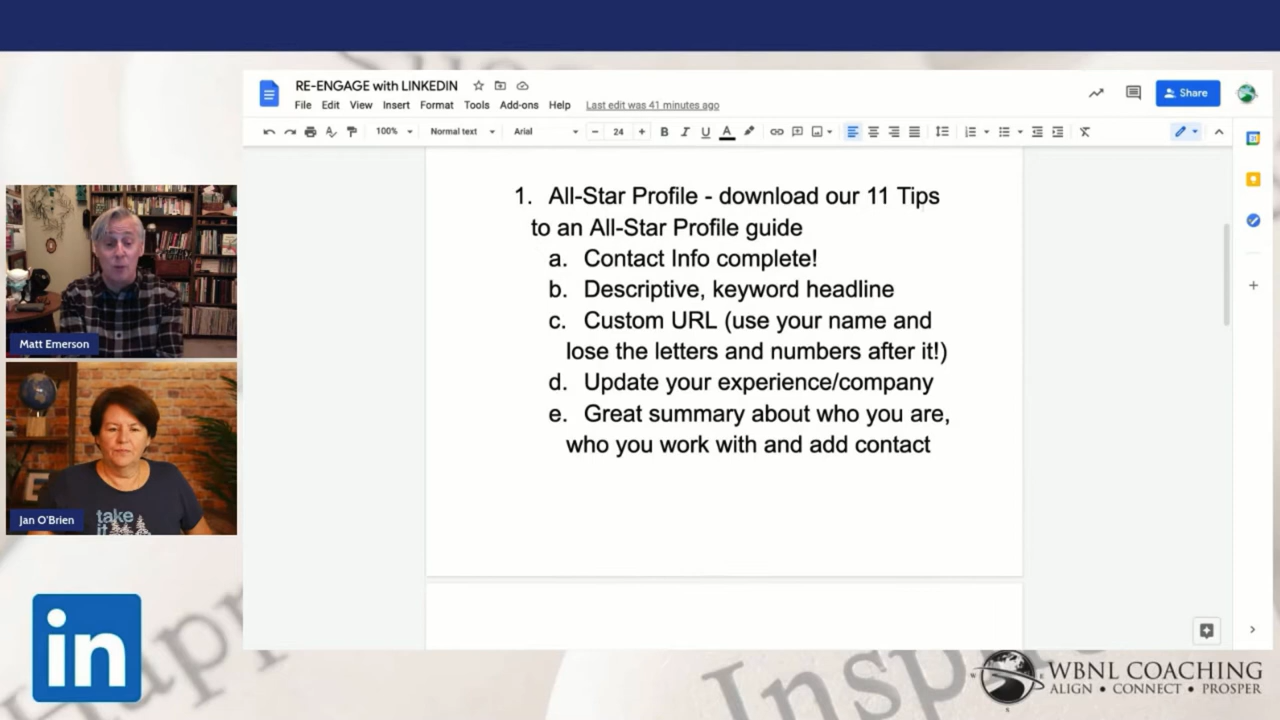 RE-ENGAGE with LINKEDIN
File Edit View Insert Format Tools Add-ons Help Last edit was 41 minutes ago
Share
100% Normal text Arial 24 B I U A
1. All-Star Profile - download our 11 Tips
to an All-Star Profile guide
a. Contact Info complete!
b. Descriptive, keyword headline
c. Custom URL (use your name and
lose the letters and numbers after it!)
d. Update your experience/company
e. Great summary about who you are,
who you work with and add contact
Matt Emerson
take
it
Jan O'Brien
in
Inspi
WBNL COACHING
ALIGN • CONNECT • PROSPER